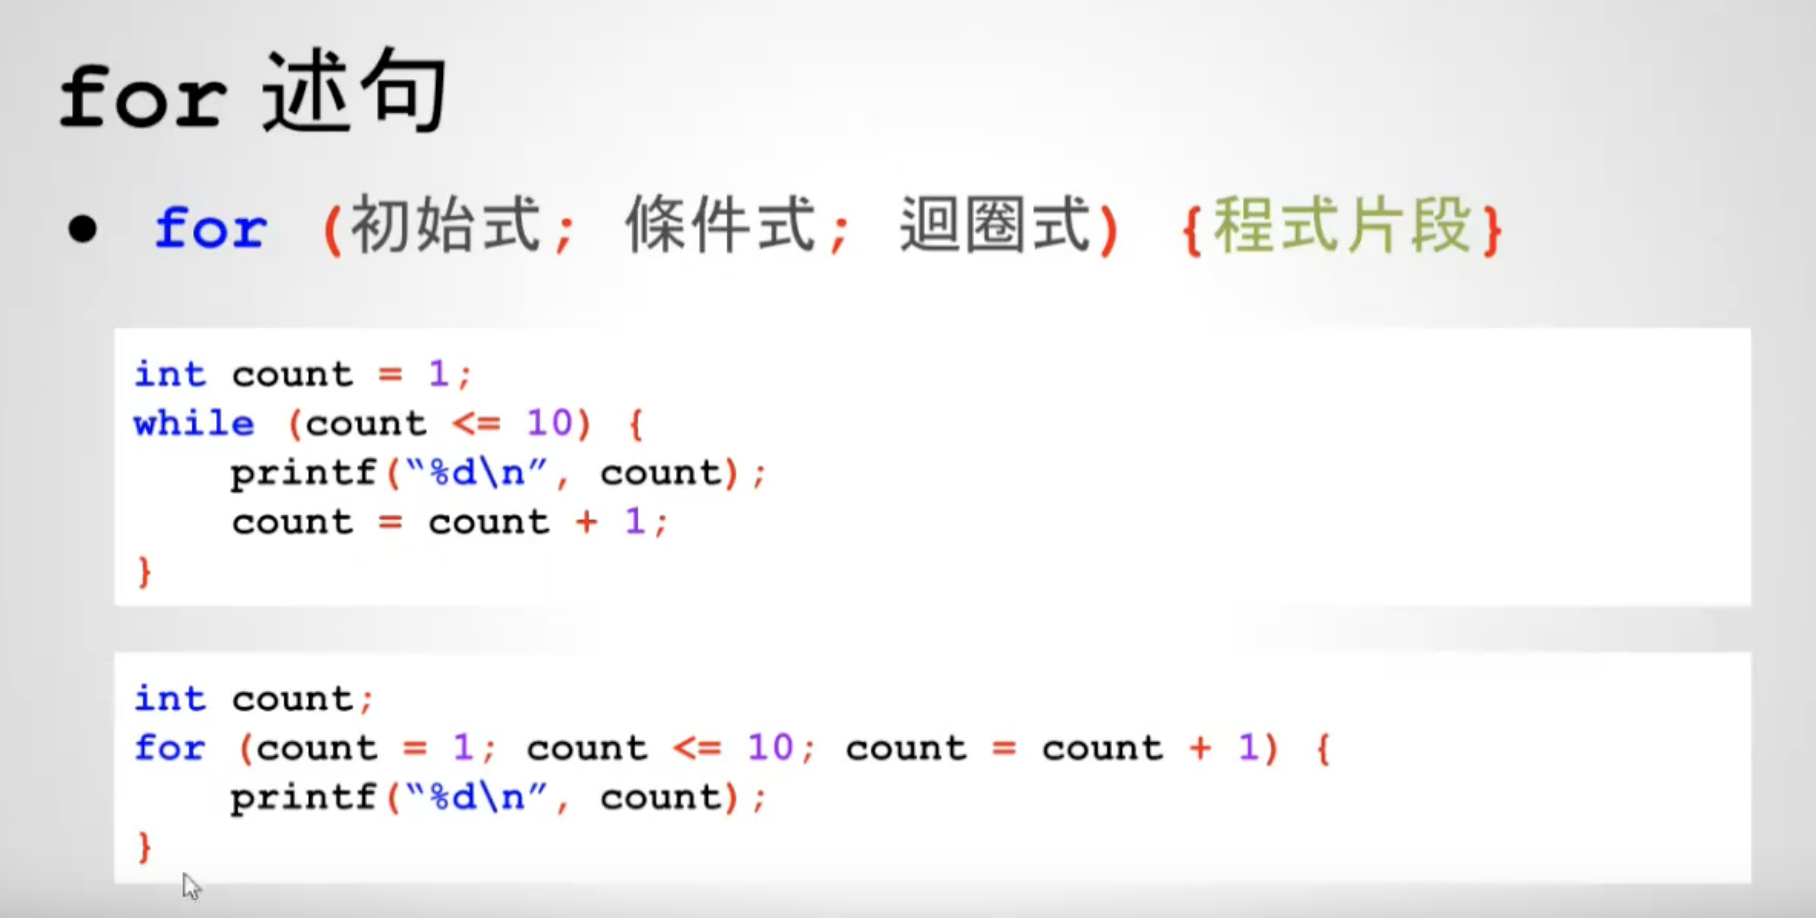 for 述句
● for (初始式; 條件式; 迴圈式) {程式片段}
int count = 1;
while (count <= 10) {
    printf(“%d\n”, count);
    count = count + 1;
}
int count;
for (count = 1; count <= 10; count = count + 1) {
    printf(“%d\n”, count);
}